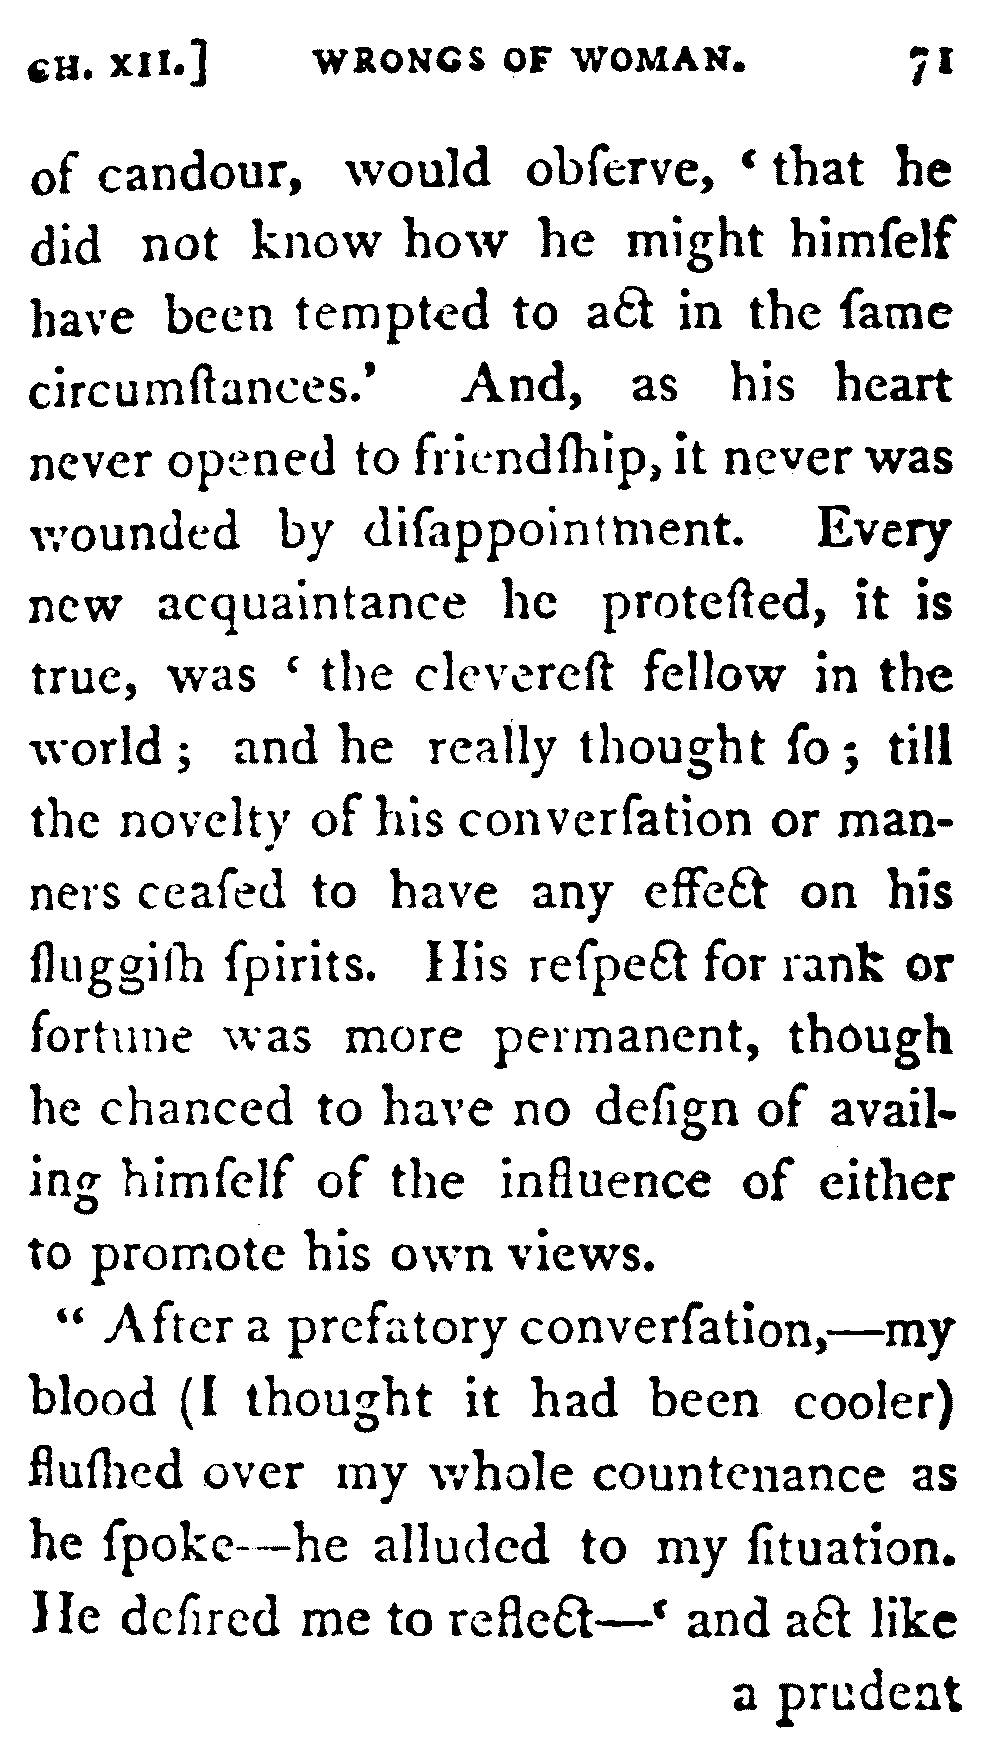 CH. XII.] WRONGS OF WOMAN. 71
of candour, would obſerve, ‘ that he
did not know how he might himſelf
have been tempted to act in the ſame
circumſtances.’ And, as his heart
never opened to friendſhip, it never was
wounded by diſappointment. Every
new acquaintance he proteſted, it is
true, was ‘ the clevereſt fellow in the
world ; and he really thought ſo ; till
the novelty of his converſation or man-
ners ceaſed to have any effect on his
ſluggiſh ſpirits. His reſpect for rank or
fortune was more permanent, though
he chanced to have no deſign of avail-
ing himſelf of the influence of either
to promote his own views.
“ After a prefatory converſation,—my
blood (I thought it had been cooler)
fluſhed over my whole countenance as
he ſpoke—he alluded to my ſituation.
He deſired me to reflect—‘ and act like
a prudent